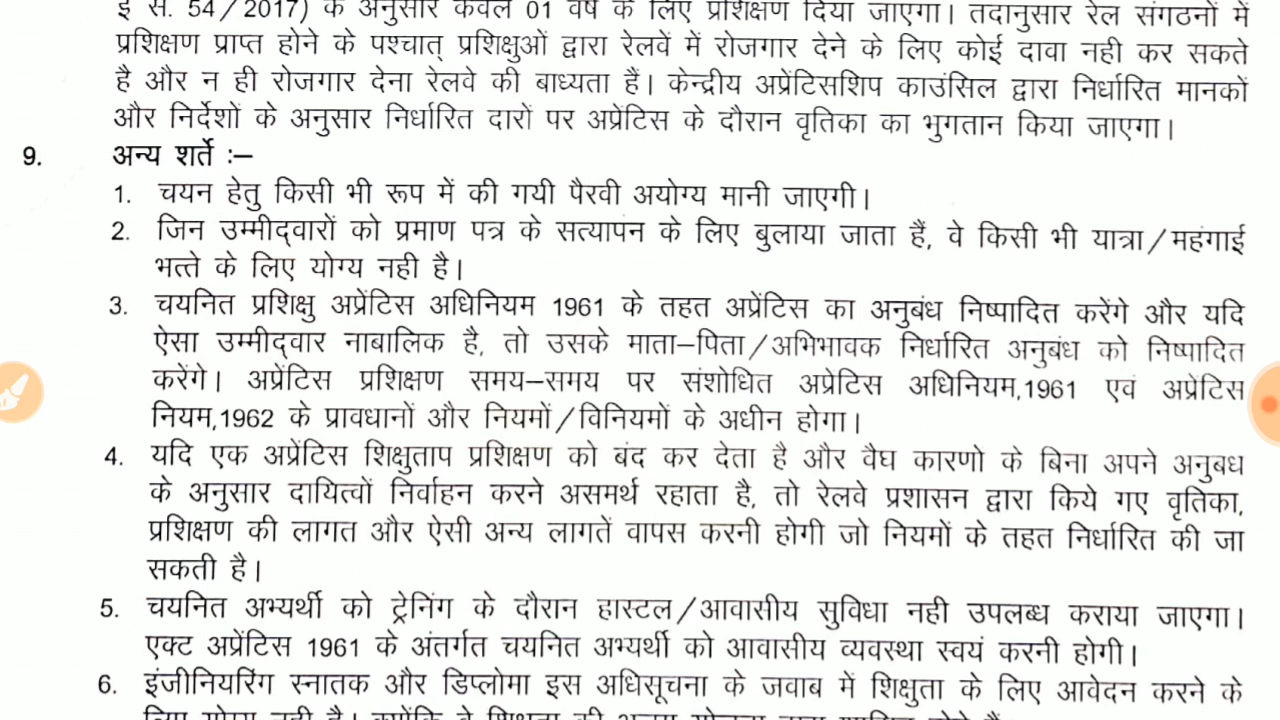 इ स. 54/2017) के अनुसार केवल 01 वर्ष के लिए प्रशिक्षण दिया जाएगा। तदानुसार रेल संगठनों में
प्रशिक्षण प्राप्त होने के पश्चात् प्रशिक्षुओं द्वारा रेलवें में रोजगार देने के लिए कोई दावा नही कर सकते
है और न ही रोजगार देना रेलवे की बाध्यता हैं। केन्द्रीय अप्रेंटिसशिप काउंसिल द्वारा निर्धारित मानकों
और निर्देशों के अनुसार निर्धारित दारों पर अप्रेटिस के दौरान वृतिका का भुगतान किया जाएगा।
9. अन्य शर्ते :–
1. चयन हेतु किसी भी रूप में की गयी पैरवी अयोग्य मानी जाएगी।
2. जिन उम्मीद्वारों को प्रमाण पत्र के सत्यापन के लिए बुलाया जाता हैं, वे किसी भी यात्रा/महंगाई
भत्ते के लिए योग्य नही है।
3. चयनित प्रशिक्षु अप्रेंटिस अधिनियम 1961 के तहत अप्रेंटिस का अनुबंध निष्पादित करेंगे और यदि
ऐसा उम्मीद्वार नाबालिक है, तो उसके माता–पिता/अभिभावक निर्धारित अनुबंध को निष्पादित
करेंगे। अप्रेंटिस प्रशिक्षण समय–समय पर संशोधित अप्रेटिस अधिनियम,1961 एवं अप्रेटिस
नियम,1962 के प्रावधानों और नियमों/विनियमों के अधीन होगा।
4. यदि एक अप्रेंटिस शिक्षुताप प्रशिक्षण को बंद कर देता है और वैघ कारणो के बिना अपने अनुबध
के अनुसार दायित्वों निर्वाहन करने असमर्थ रहाता है, तो रेलवे प्रशासन द्वारा किये गए वृतिका,
प्रशिक्षण की लागत और ऐसी अन्य लागतें वापस करनी होगी जो नियमों के तहत निर्धारित की जा
सकती है।
5. चयनित अभ्यर्थी को ट्रेनिंग के दौरान हास्टल/आवासीय सुविधा नही उपलब्ध कराया जाएगा।
एक्ट अप्रेंटिस 1961 के अंतर्गत चयनित अभ्यर्थी को आवासीय व्यवस्था स्वयं करनी होगी।
6. इंजीनियरिंग स्नातक और डिप्लोमा इस अधिसूचना के जवाब में शिक्षुता के लिए आवेदन करने के
लिए योग्य नही है।